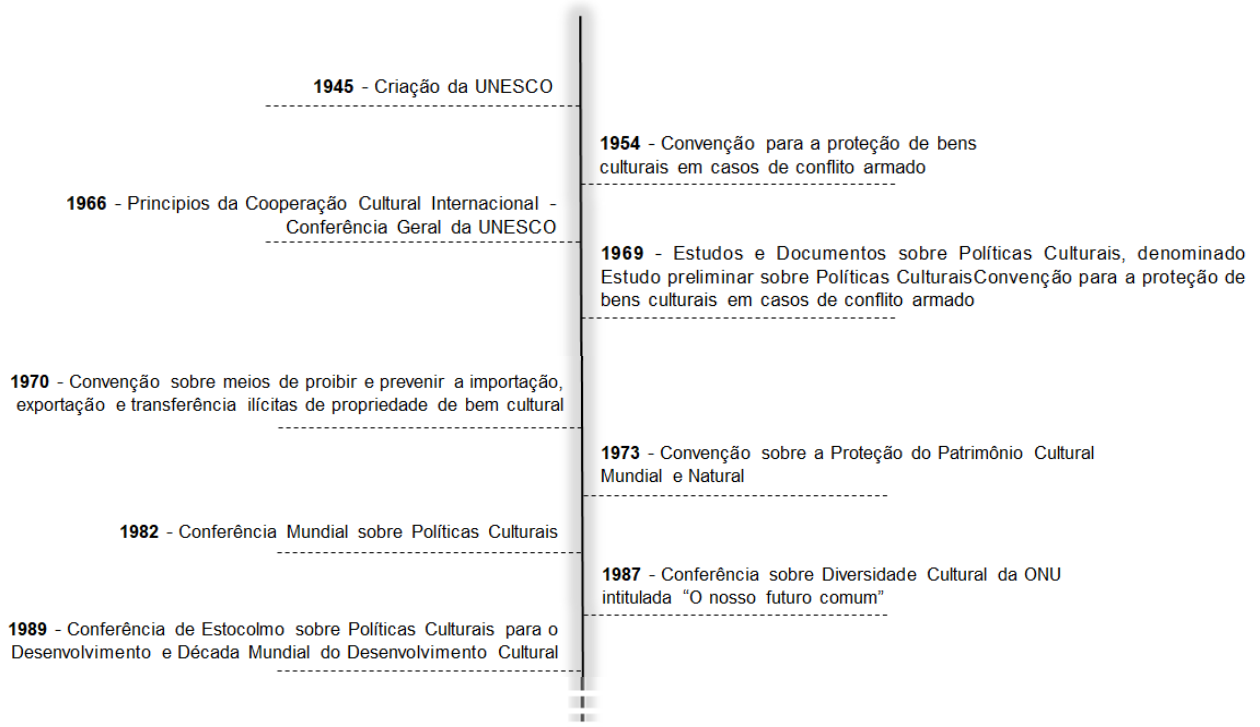 1945 - Criação da UNESCO
1954 - Convenção para a proteção de bens
culturais em casos de conflito armado
1966 - Principios da Cooperação Cultural Internacional -
Conferência Geral da UNESCO
1969 - Estudos e Documentos sobre Políticas Culturais, denominado
Estudo preliminar sobre Políticas CulturaisConvenção para a proteção de
bens culturais em casos de conflito armado
1970 - Convenção sobre meios de proibir e prevenir a importação,
exportação e transferência ilícitas de propriedade de bem cultural
1973 - Convenção sobre a Proteção do Patrimônio Cultural
Mundial e Natural
1982 - Conferência Mundial sobre Políticas Culturais
1987 - Conferência sobre Diversidade Cultural da ONU
intitulada “O nosso futuro comum”
1989 - Conferência de Estocolmo sobre Políticas Culturais para o
Desenvolvimento e Década Mundial do Desenvolvimento Cultural